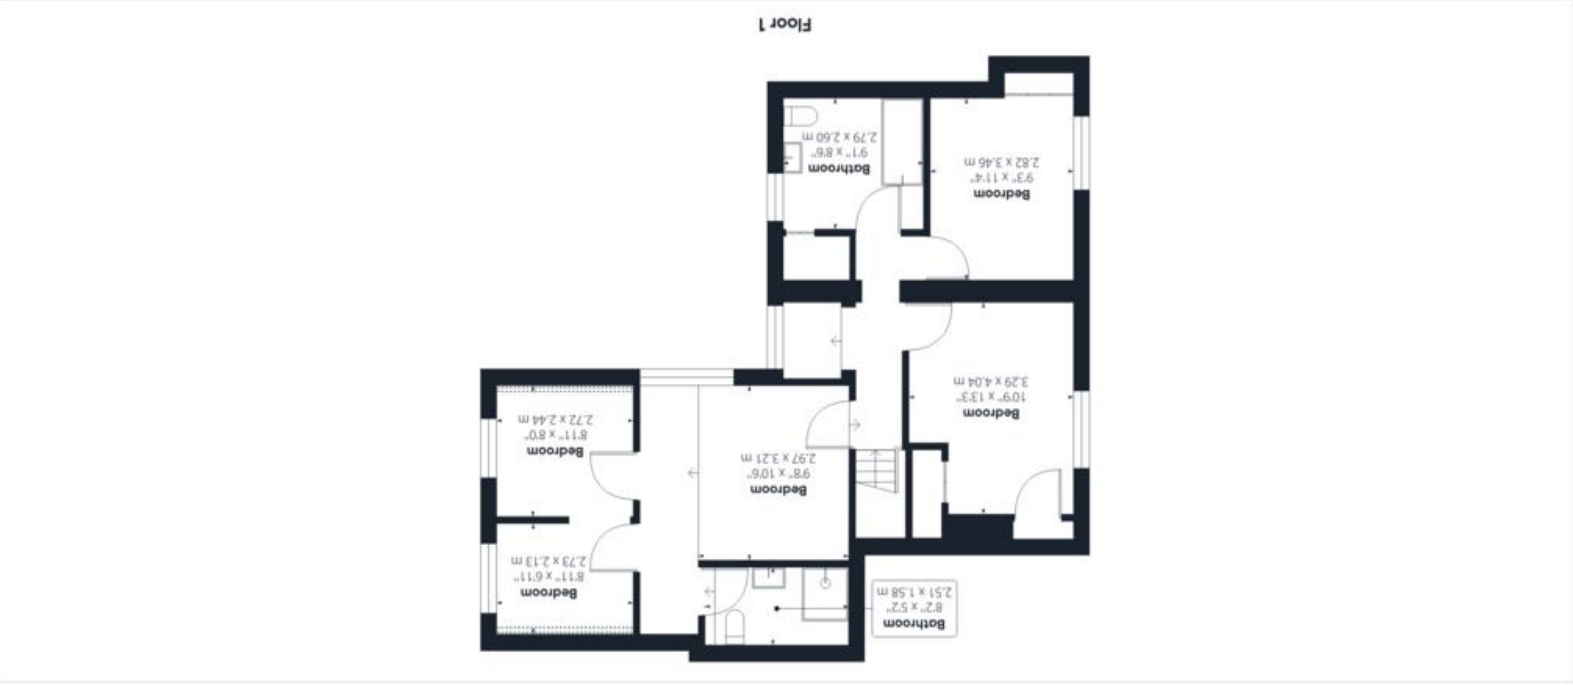 Bathroom
8'2" x 5'2"
2.51 x 1.58 m
Bedroom
8'11" x 6'11"
2.73 x 2.13 m
Bedroom
9'8" x 10'6"
2.97 x 3.21 m
Bedroom
8'11" x 8'0"
2.72 x 2.44 m
Bedroom
10'9" x 13'3"
3.29 x 4.04 m
Bedroom
9'3" x 11'4"
2.82 x 3.46 m
Bathroom
9'1" x 8'6"
2.79 x 2.60 m
Floor 1